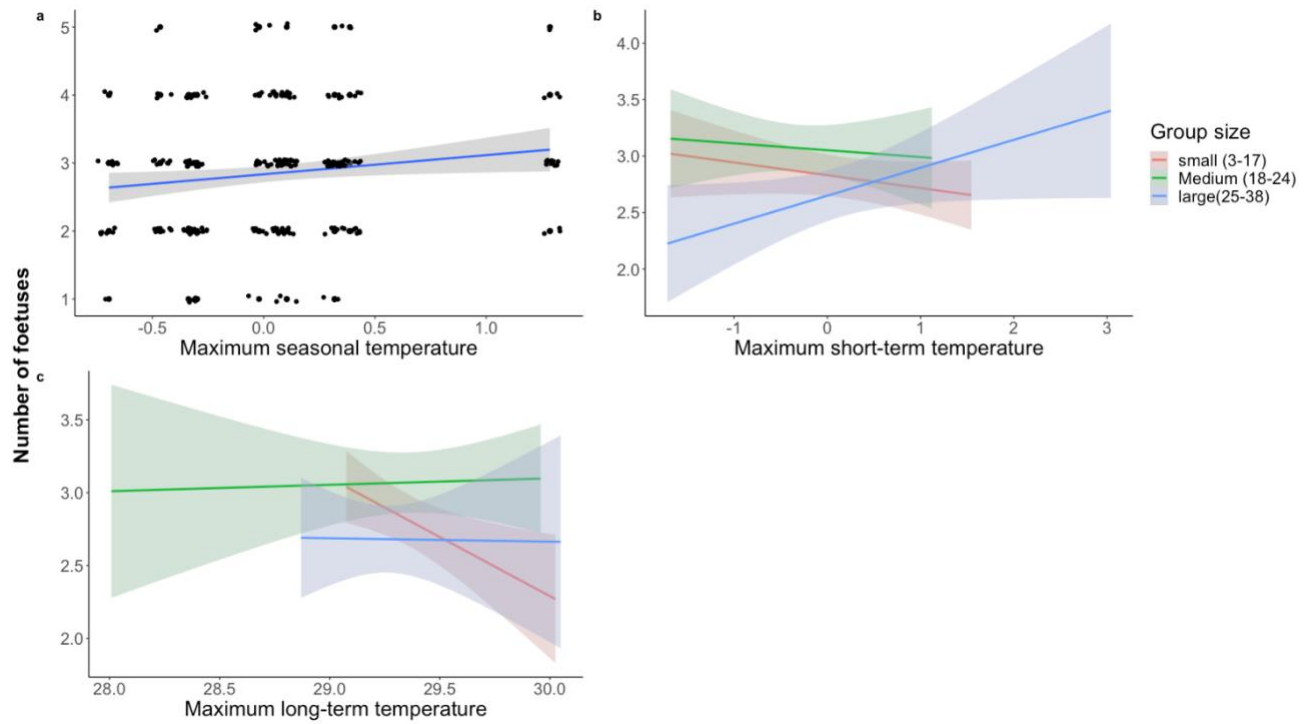 a
5
4
3
2
1
-0.5 0.0 0.5 1.0
Maximum seasonal temperature
b
4.0
3.5
3.0
2.5
2.0
-1 0 1 2 3
Maximum short-term temperature
Group size
small (3-17)
Medium (18-24)
large(25-38)
Number of foetuses
c
3.5
3.0
2.5
2.0
28.0 28.5 29.0 29.5 30.0
Maximum long-term temperature